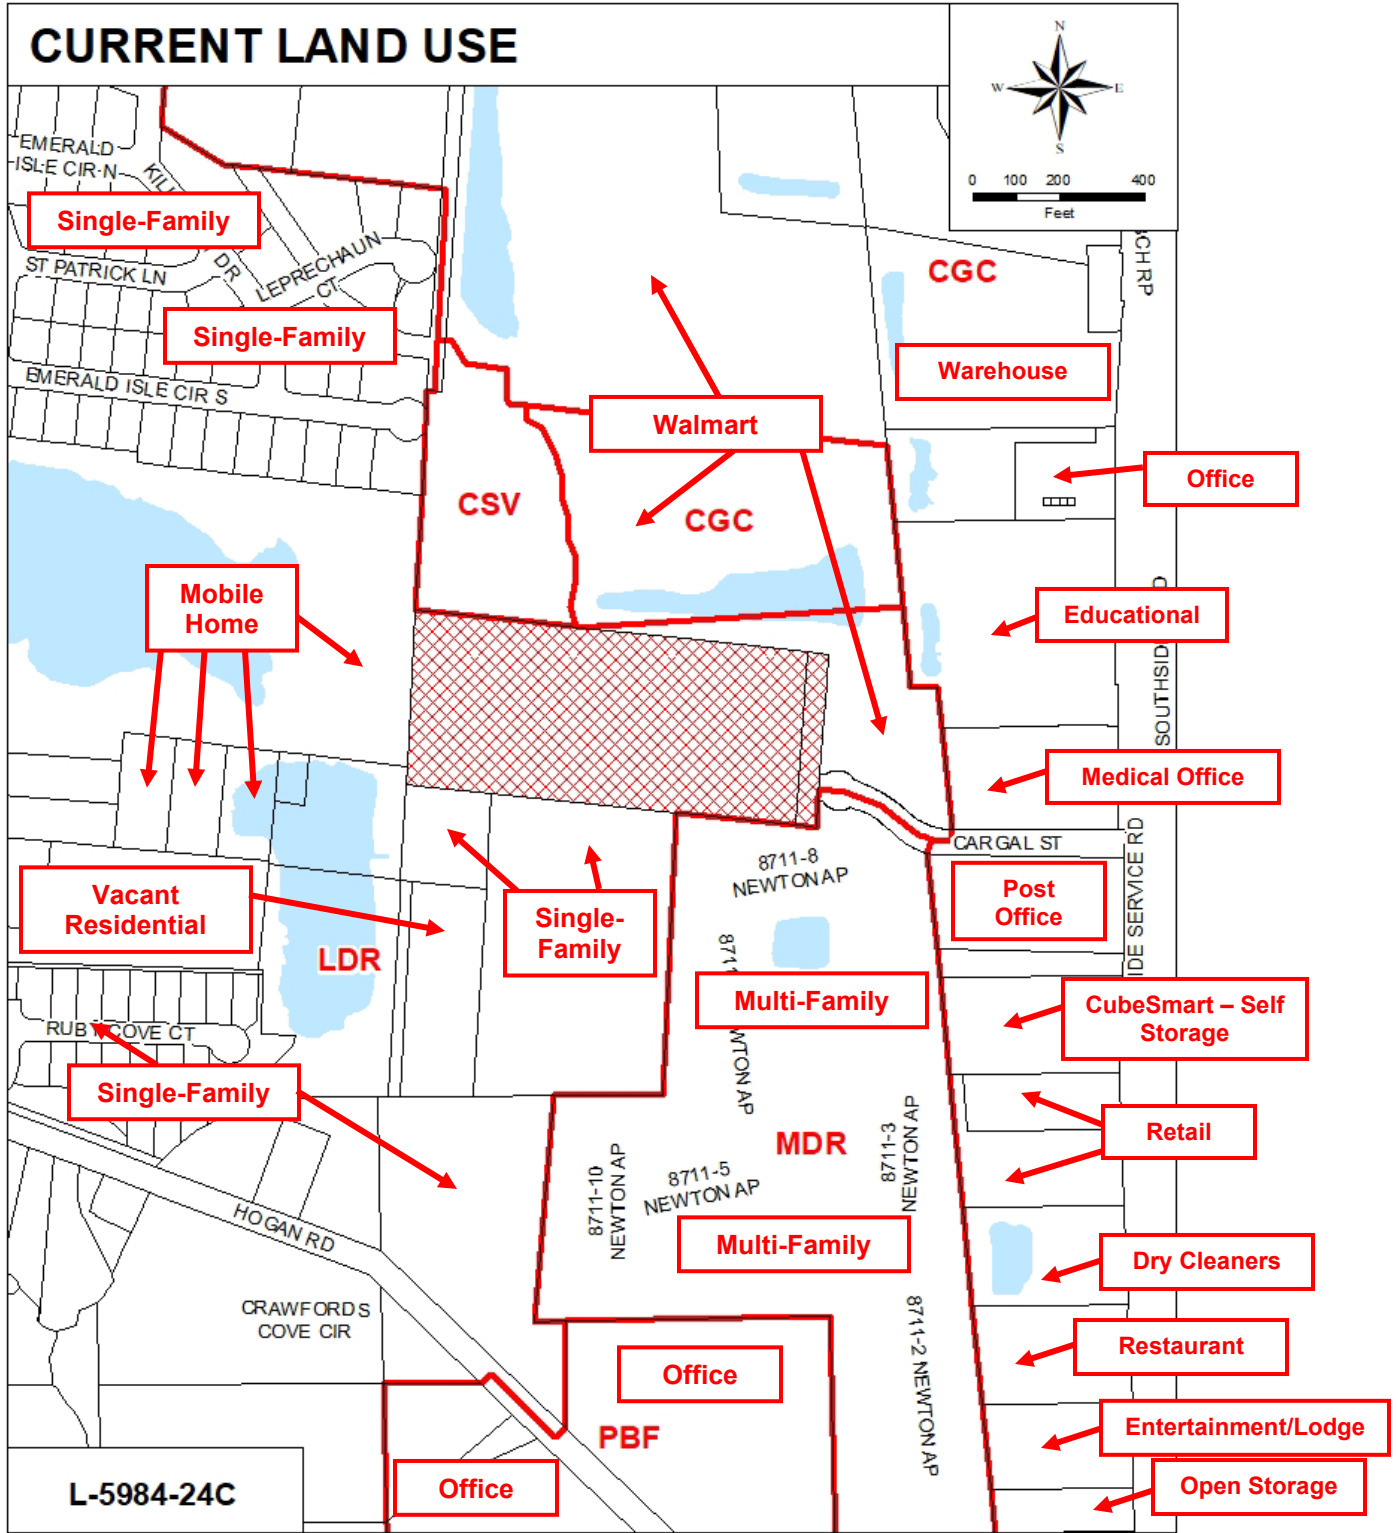 CURRENT LAND USE
N
W
E
S
0 100 200 400
Feet
EMERALD
ISLE CIR N
Single-Family
DR
ST PATRICK LN
LEPRECHAUN
CT
Single-Family
EMERALD ISLE CIR S
CGC
Warehouse
Walmart
Office
CSV
CGC
Mobile
Home
Educational
Medical Office
CARGAL ST
8711-8
NEWTON AP
Vacant
Residential
Single-
Family
Post
Office
IDE SERVICE RD
LDR
Multi-Family
CubeSmart – Self
Storage
COVE CT
Single-Family
Retail
MDR
8711-3
NEWTON AP
8711-5
NEWTON AP
8711-10
NEWTON AP
HOGAN RD
Multi-Family
Dry Cleaners
CRAWFORDS
COVE CIR
8711-2 NEWTON AP
Restaurant
Office
PBF
Entertainment/Lodge
L-5984-24C
Office
Open Storage